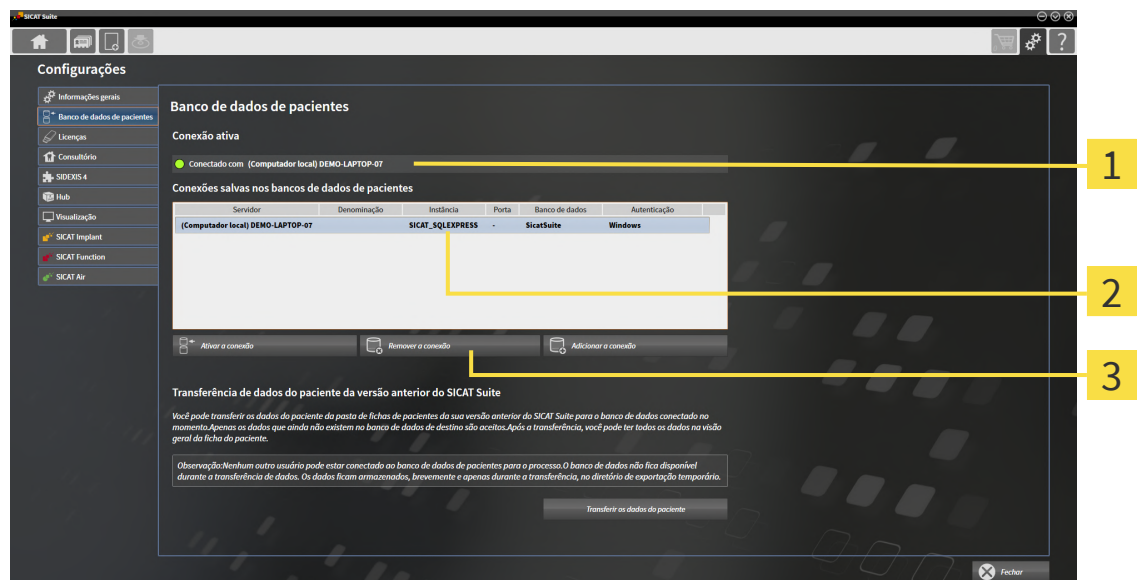 SICAT Suite
?
Configurações
Informações gerais
Banco de dados de pacientes
Licenças
Consultório
SIDEXIS 4
Hub
Visualização
SICAT Implant
SICAT Function
SICAT Air
Banco de dados de pacientes
Conexão ativa
Conectado com (Computador local) DEMO-LAPTOP-07
1
Conexões salvas nos bancos de dados de pacientes
Servidor Denominação Instância Porta Banco de dados Autenticação
(Computador local) DEMO-LAPTOP-07 SICAT_SQLEXPRESS - SicatSuite Windows
2
Ativar a conexão Remover a conexão Adicionar a conexão
3
Transferência de dados do paciente da versão anterior do SICAT Suite
Você pode transferir os dados do paciente da pasta de fichas de pacientes da sua versão anterior do SICAT Suite para o banco de dados conectado no
momento.Apenas os dados que ainda não existem no banco de dados de destino são aceitos.Após a transferência, você pode ter todos os dados na visão
geral da ficha do paciente.
Observação:Nenhum outro usuário pode estar conectado ao banco de dados de pacientes para o processo.O banco de dados não fica disponível
durante a transferência de dados. Os dados ficam armazenados, brevemente e apenas durante a transferência, no diretório de exportação temporário.
Transferir os dados do paciente
Fechar